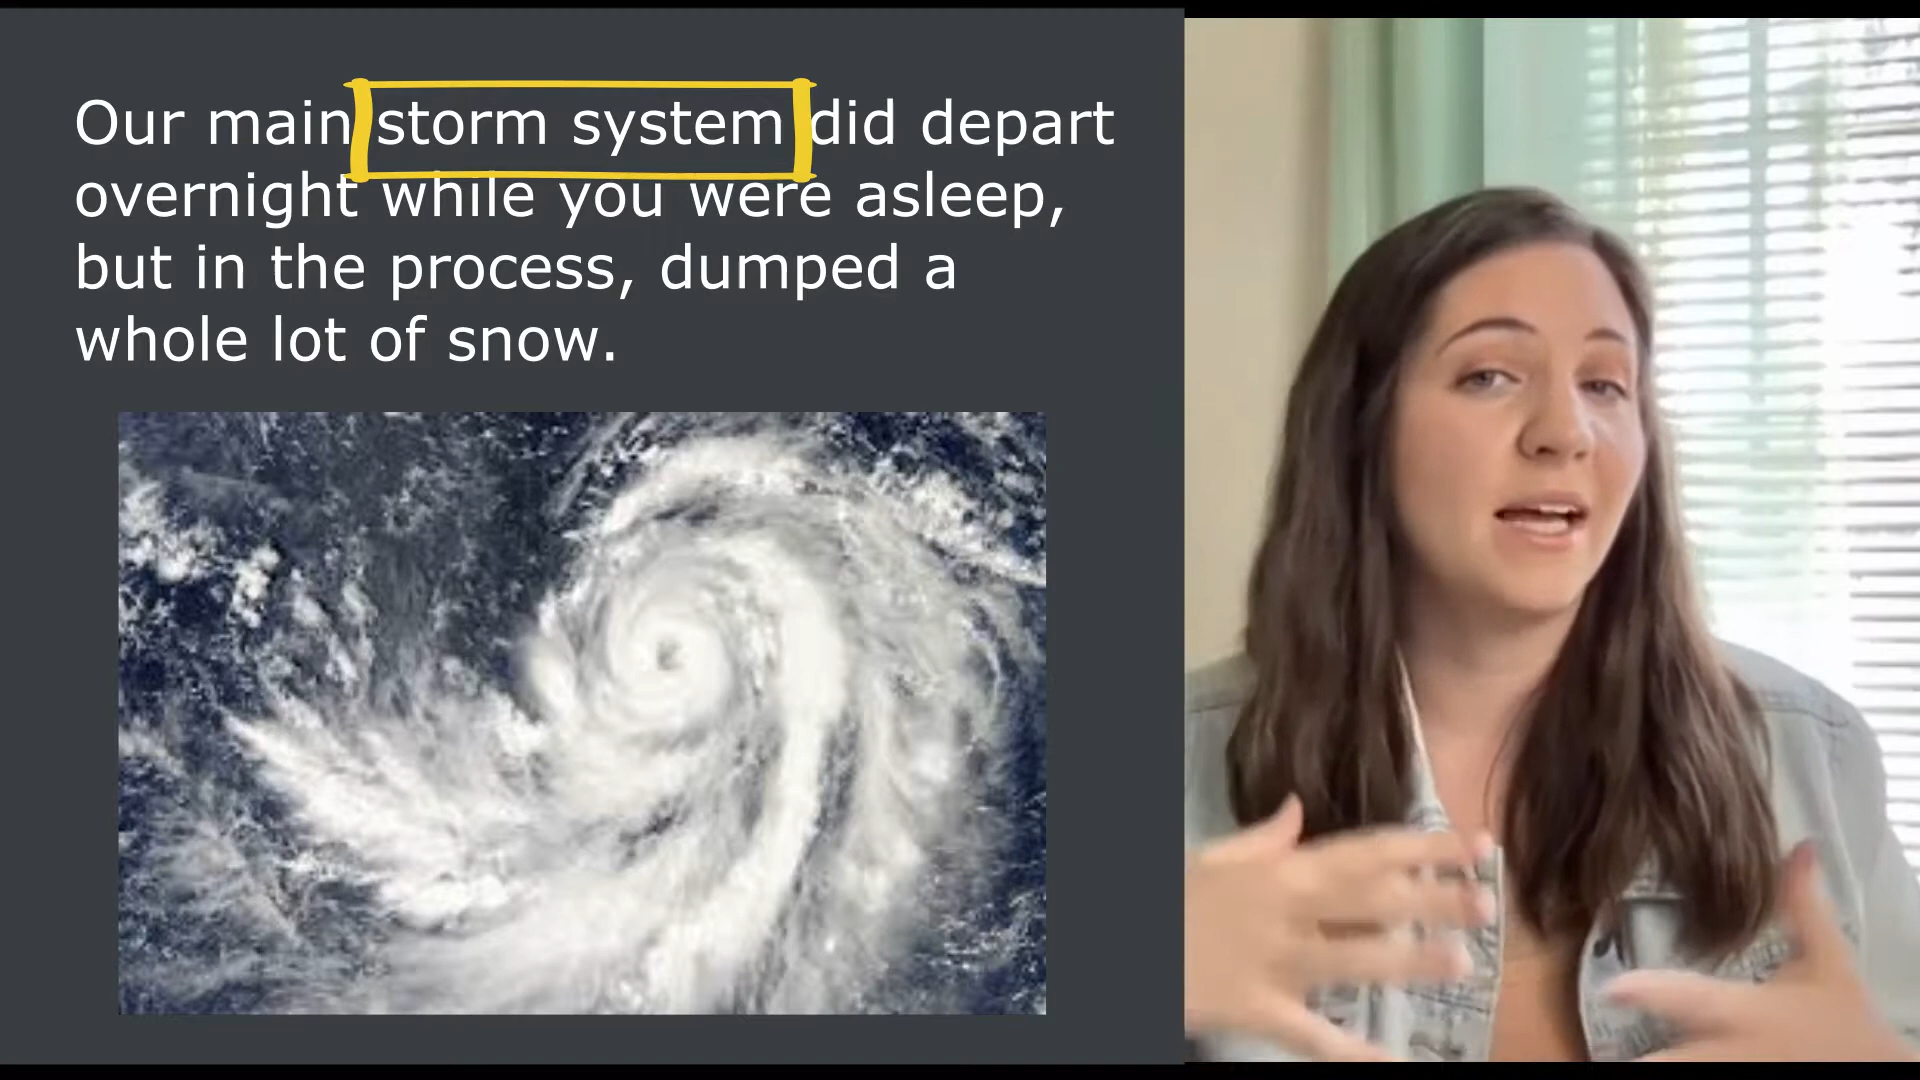 Our main storm system did depart
overnight while you were asleep,
but in the process, dumped a
whole lot of snow.